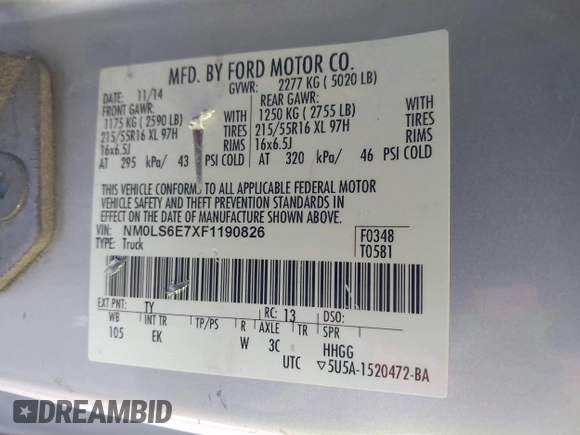 MFD. BY FORD MOTOR CO.
DATE: 11/14 GVWR: 2277 KG ( 5020 LB)
FRONT GAWR: REAR GAWR:
1175 KG ( 2590 LB) WITH 1250 KG ( 2755 LB) WITH
215/55R16 XL 97H TIRES 215/55R16 XL 97H TIRES
16x6.5J RIMS 16x6.5J RIMS
AT 295 kPa/ 43 PSI COLD AT 320 kPa/ 46 PSI COLD
THIS VEHICLE CONFORMS TO ALL APPLICABLE FEDERAL MOTOR
VEHICLE SAFETY AND THEFT PREVENTION STANDARDS IN EFFECT
ON THE DATE OF MANUFACTURE SHOWN ABOVE.
VIN: NM0LS6E7XF1190826 F0348
TYPE: Truck T0581
EXT PNT: TY RC: 13 DSO:
WB INT TR TP/PS R AXLE TR SPR
105 EK W 3C HHGG
UTC ▽5U5A-1520472-BA
DREAMBID